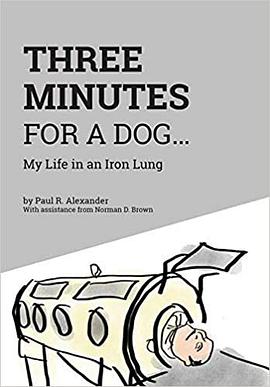 THREE
MINUTES
FOR A DOG...
My Life in an Iron Lung
by Paul R. Alexander
With assistance from Norman D. Brown